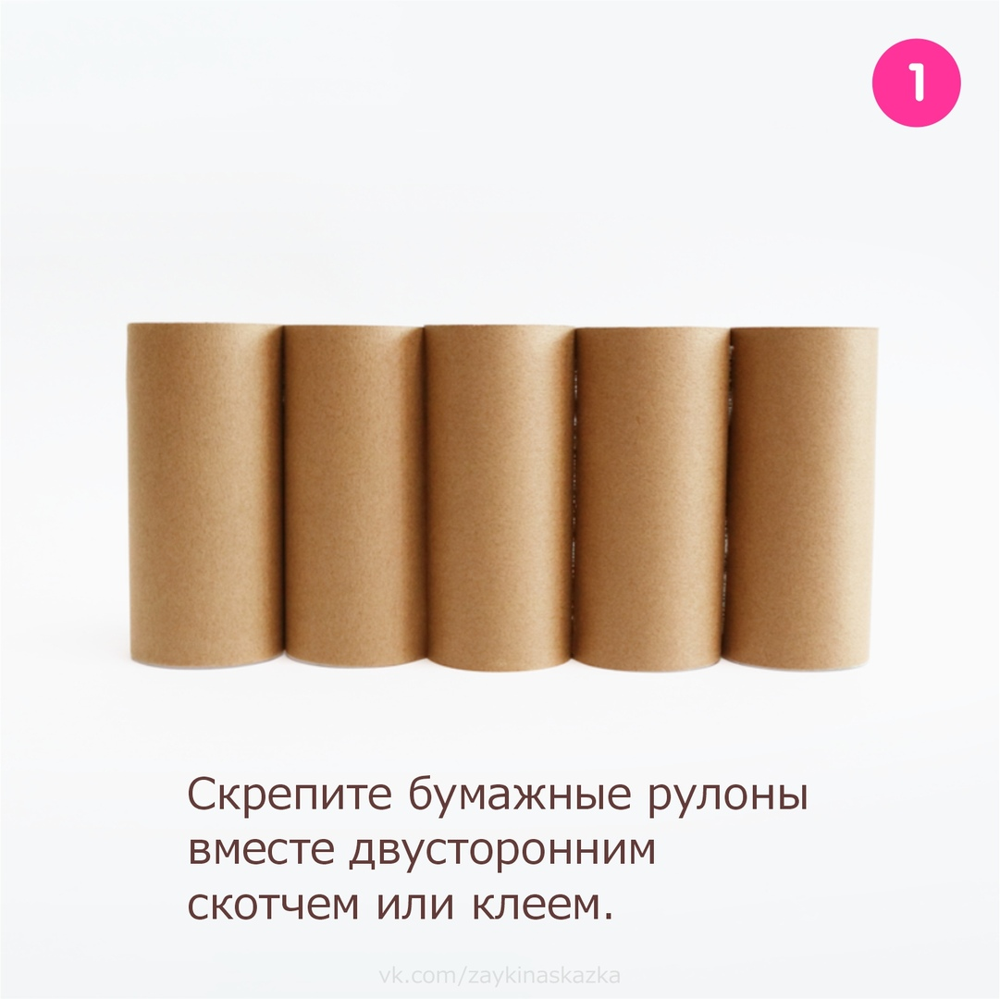 1
Скрепите бумажные рулоны
вместе двусторонним
скотчем или клеем.
vk.com/zaykinaskazka